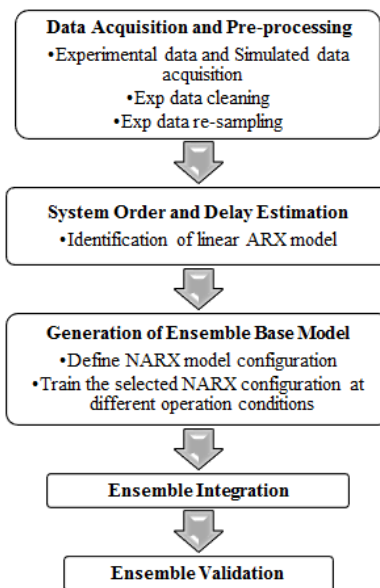 Data Acquisition and Pre-processing
•Experimental data and Simulated data
acquisition
•Exp data cleaning
•Exp data re-sampling
System Order and Delay Estimation
•Identification of linear ARX model
Generation of Ensemble Base Model
•Define NARX model configuration
•Train the selected NARX configuration at
different operation conditions
Ensemble Integration
Ensemble Validation